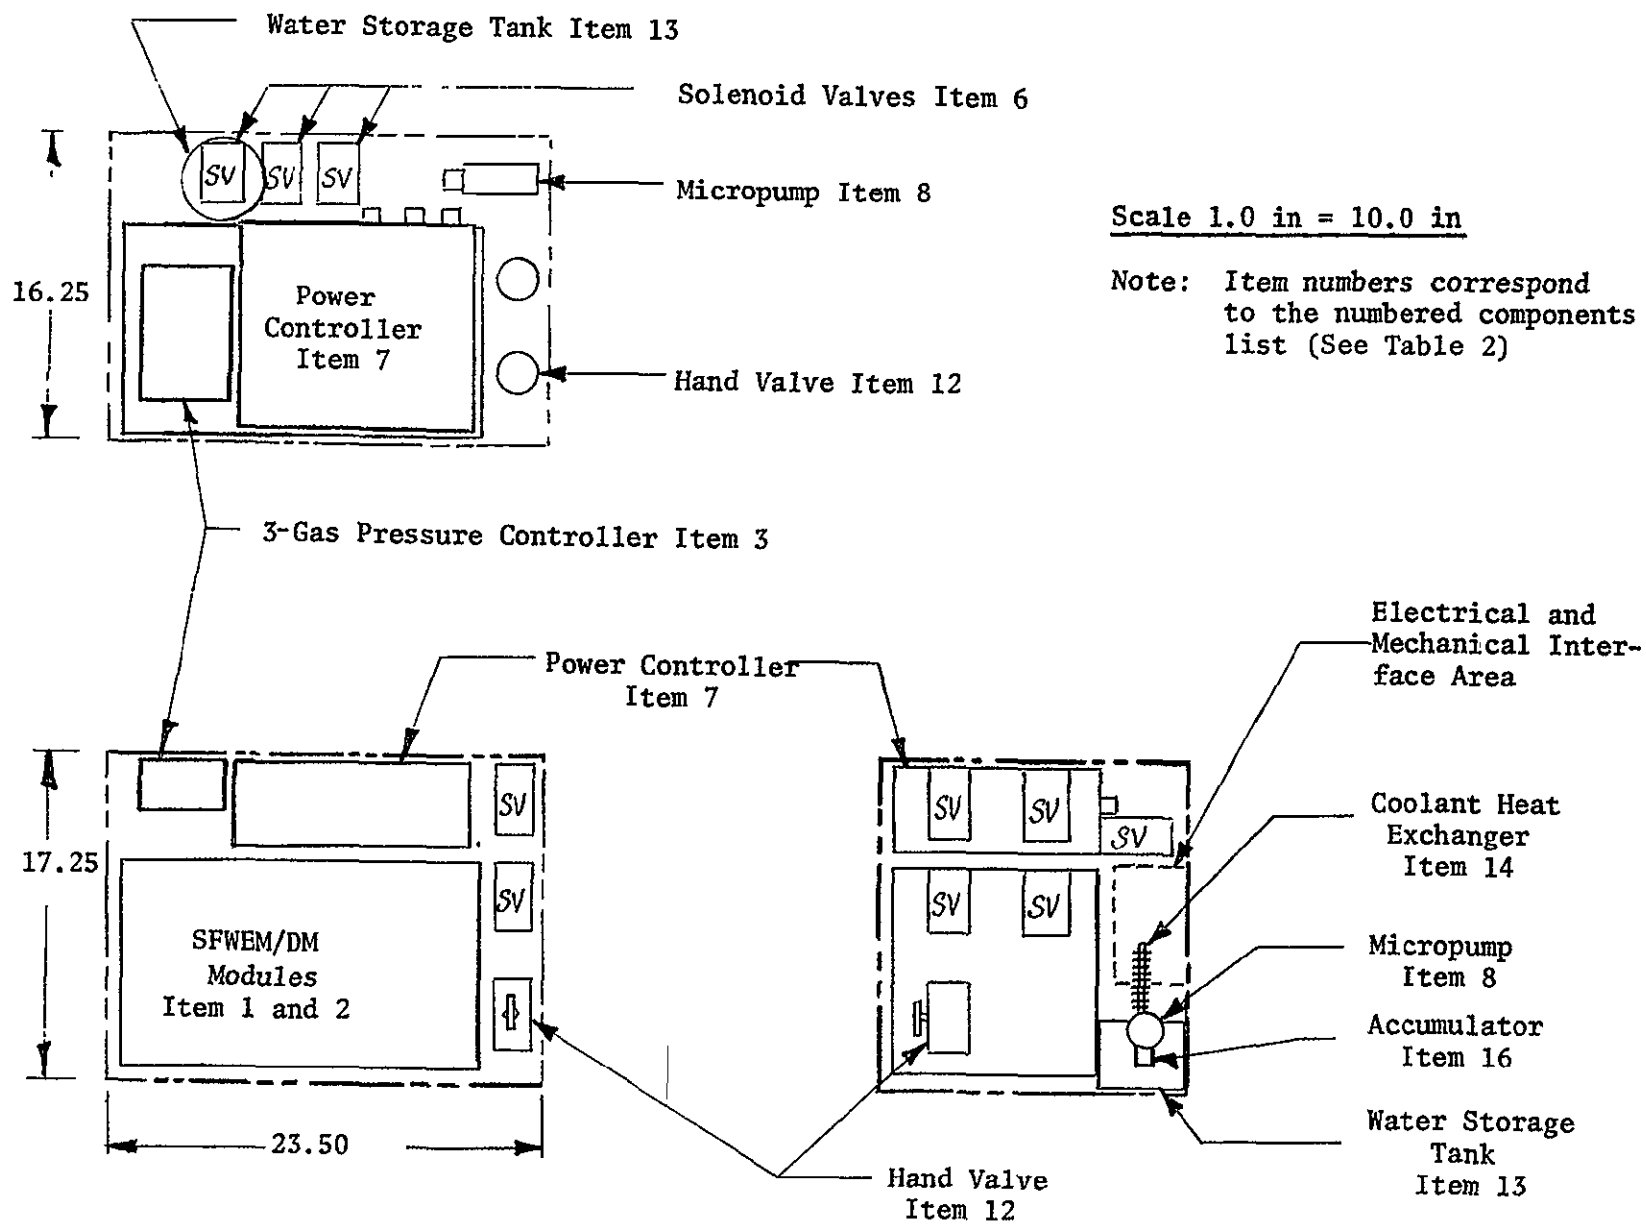 Water Storage Tank Item 13
Solenoid Valves Item 6
SV
SV
SV
Micropump Item 8
Scale 1.0 in = 10.0 in
Note: Item numbers correspond
to the numbered components
list (See Table 2)
16.25
Power
Controller
Item 7
Hand Valve Item 12
3-Gas Pressure Controller Item 3
Electrical and
Mechanical Inter-
face Area
Power Controller
Item 7
SV
SV
SV
SV
Coolant Heat
Exchanger
Item 14
17.25
SV
SV
SV
SFWEM/DM
Modules
Item 1 and 2
Micropump
Item 8
Accumulator
Item 16
23.50
Water Storage
Tank
Item 13
Hand Valve
Item 12